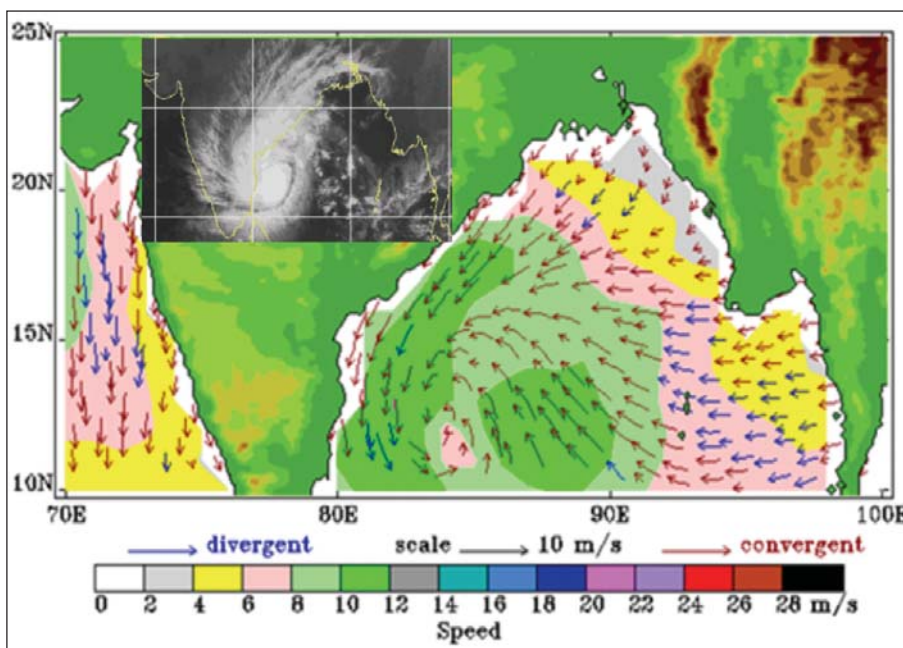 25N
20N
15N
10N
70E 80E 90E 100E
divergent scale 10 m/s convergent
0 2 4 6 8 10 12 14 16 18 20 22 24 26 28 m/s
Speed